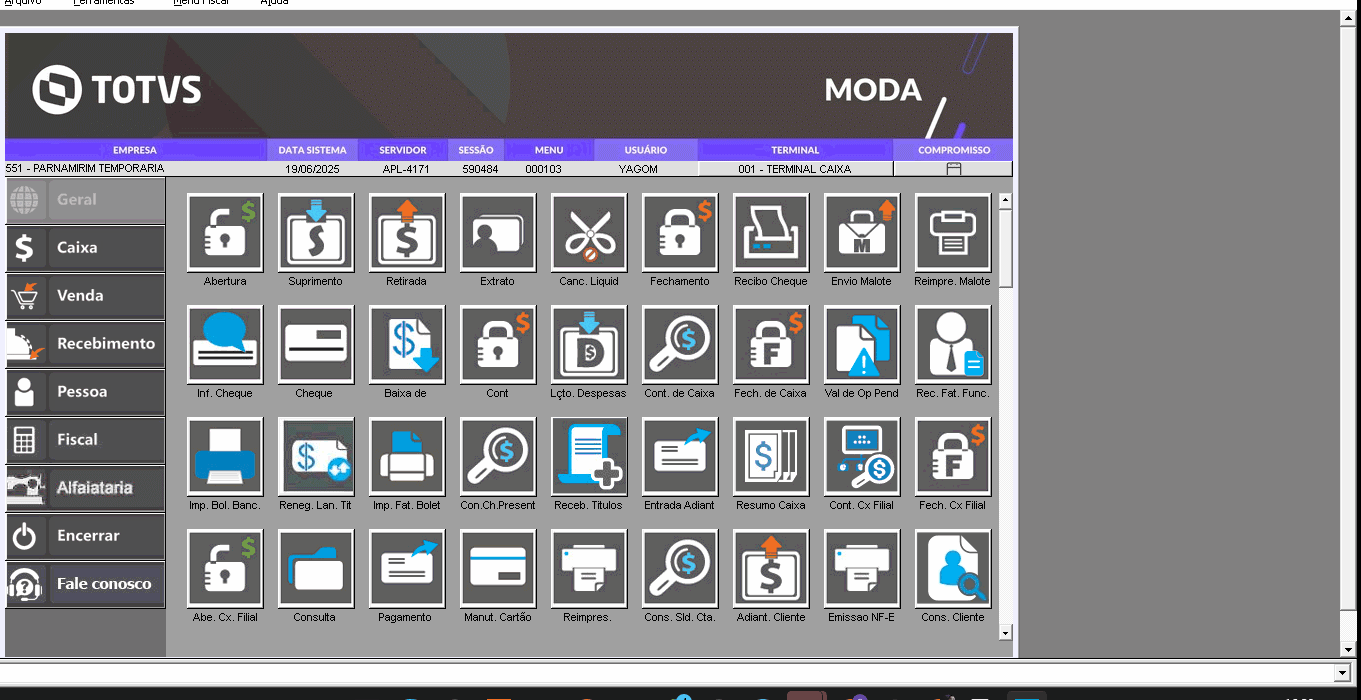 Arquivo Ferramentas Menu Fiscal Ajuda
TOTVS
MODA
EMPRESA DATA SISTEMA SERVIDOR SESSÃO MENU USUÁRIO TERMINAL COMPROMISSO
551 - PARNAMIRIM TEMPORARIA 19/06/2025 APL-4171 590484 000103 YAGOM 001 - TERMINAL CAIXA
Geral
Caixa
Venda
Recebimento
Pessoa
Fiscal
Alfaiataria
Encerrar
Fale conosco
Abertura Suprimento Retirada Extrato Canc. Liquid Fechamento Recibo Cheque Envio Malote Reimpre. Malote
Inf. Cheque Cheque Baixa de Cont Lçto. Despesas Cont. de Caixa Fech. de Caixa Val de Op Pend Rec. Fat. Func.
Imp. Bol. Banc. Reneg. Lan. Tit Imp. Fat. Bolet Con.Ch.Present Receb. Titulos Entrada Adiant Resumo Caixa Cont. Cx Filial Fech. Cx Filial
Abe. Cx. Filial Consulta Pagamento Manut. Cartão Reimpres. Cons. Sld. Cta. Adiant. Cliente Emissao NF-E Cons. Cliente